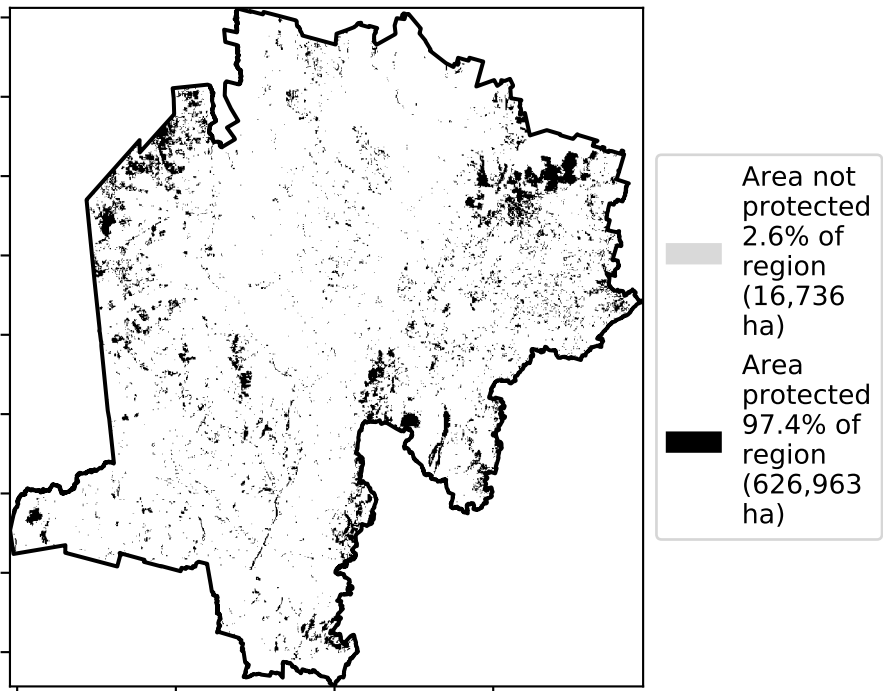 Area not
protected
2.6% of
region
(16,736
ha)
Area
protected
97.4% of
region
(626,963
ha)